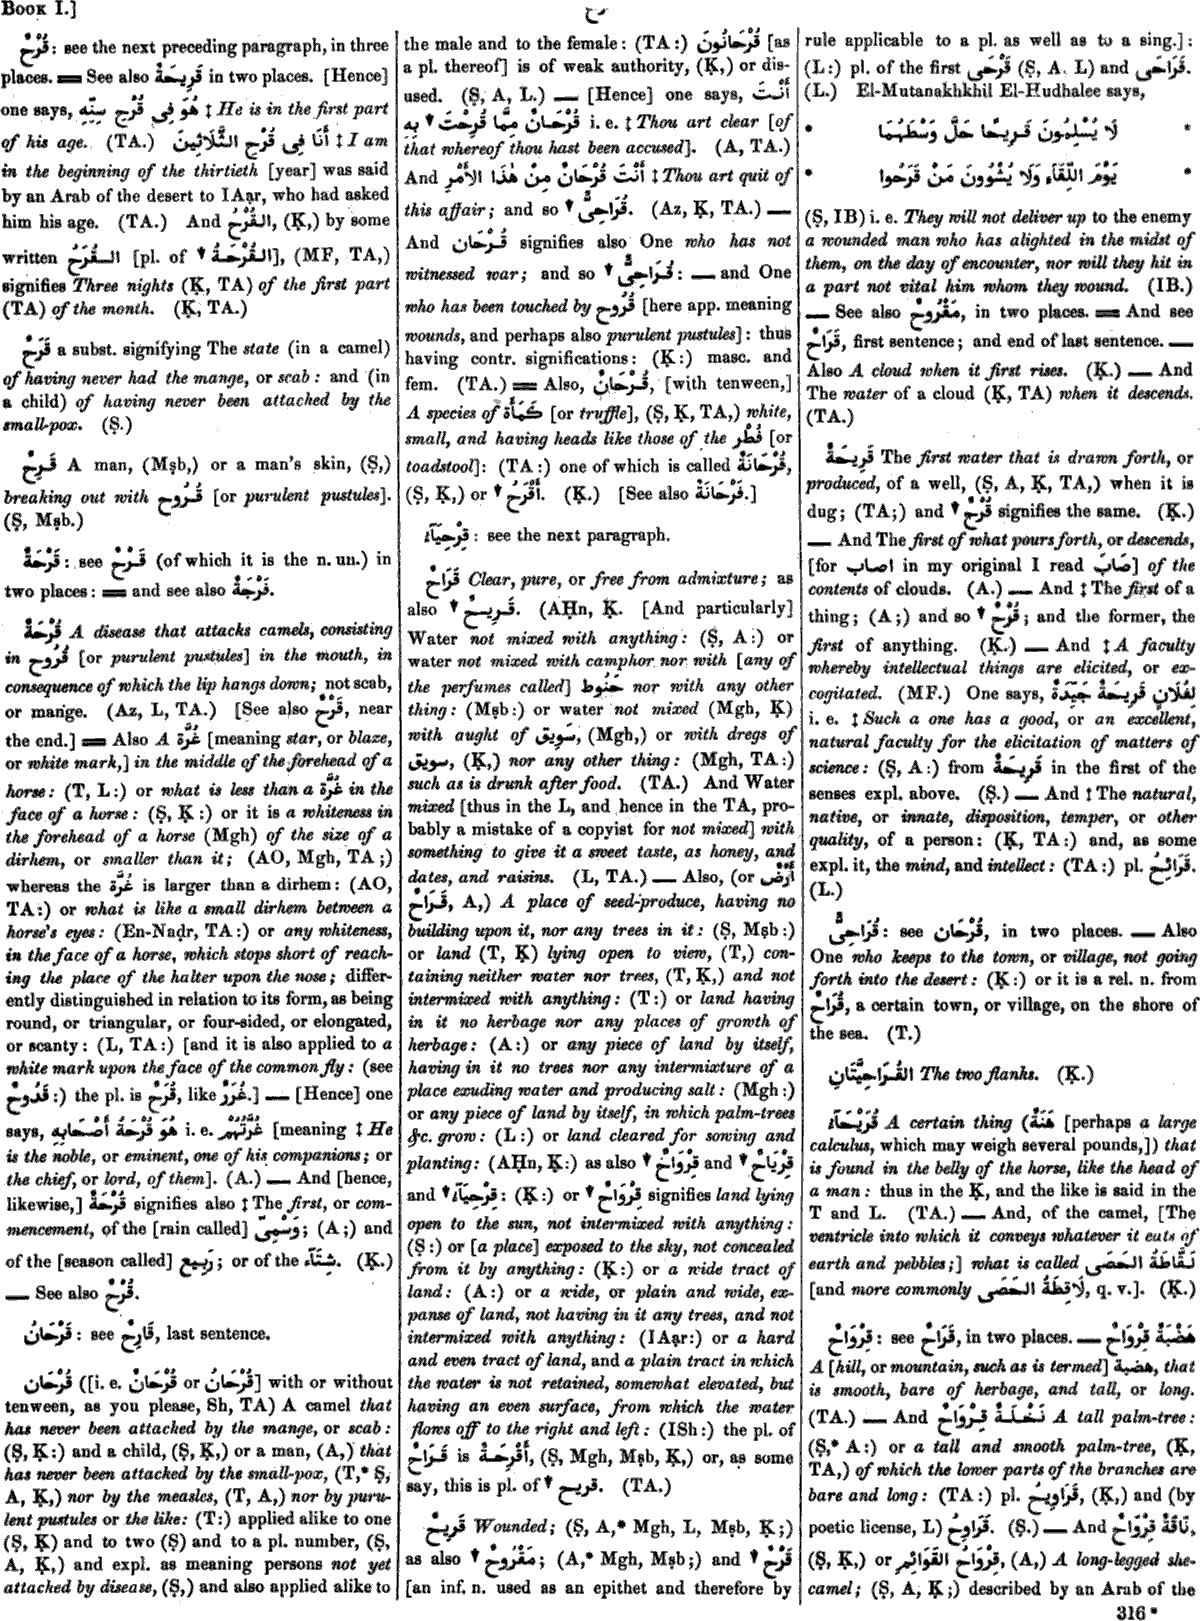 BOOK I.]
قرح
قُرْحٌ: see the next preceding paragraph, in three
places. ═ See also قَرِيحَةٌ in two places. [Hence]
one says, هُوَ فِى قُرْحِ سِنِّهِ ‡ He is in the first part
of his age. (TA.) أَنَا فِى قُرْحِ الثَّلَاثِينَ ‡ I am
in the beginning of the thirtieth [year] was said
by an Arab of the desert to IAạr, who had asked
him his age. (TA.) And القُرْحُ, (Ḳ,) by some
written القُرَحُ [pl. of ▼ القُرْحَةُ], (MF, TA,)
signifies Three nights (Ḳ, TA) of the first part
(TA) of the month. (Ḳ, TA.)
قَرَحٌ a subst. signifying The state (in a camel)
of having never had the mange, or scab: and (in
a child) of having never been attached by the
small-pox. (Ṣ.)
قَرِحٌ A man, (Mṣb,) or a man's skin, (Ṣ,)
breaking out with قُرُوح [or purulent pustules].
(Ṣ, Mṣb.)
قَرْحَةٌ: see قَرْحٌ (of which it is the n. un.) in
two places: ═ and see also قَرْحَةٌ.
قُرْحَةٌ A disease that attacks camels, consisting
in قُرُوح [or purulent pustules] in the mouth, in
consequence of which the lip hangs down; not scab,
or mange. (Az, L, TA.) [See also قَرْحٌ, near
the end.] ═ Also A غُرَّة [meaning star, or blaze,
or white mark,] in the middle of the forehead of a
horse: (T, L:) or what is less than a غُرَّة in the
face of a horse: (Ṣ, Ḳ:) or it is a whiteness in
the forehead of a horse (Mgh) of the size of a
dirhem, or smaller than it; (AO, Mgh, TA;)
whereas the غُرَّة is larger than a dirhem: (AO,
TA:) or what is like a small dirhem between a
horse's eyes: (En-Naḍr, TA:) or any whiteness,
in the face of a horse, which stops short of reach-
ing the place of the halter upon the nose; differ-
ently distinguished in relation to its form, as being
round, or triangular, or four-sided, or elongated,
or scanty: (L, TA:) [and it is also applied to a
white mark upon the face of the common fly: (see
قَدُوحٌ:) the pl. is قُرَحٌ, like غُرَرٌ.] — [Hence] one
says, هُوَ قُرْحَةُ أَصْحَابِهِ i. e. غُرَّتُهُمْ [meaning ‡ He
is the noble, or eminent, one of his companions; or
the chief, or lord, of them]. (A.) — And [hence,
likewise,] قُرْحَةٌ signifies also ‡ The first, or com-
mencement, of the [rain called] وَسْمِىّ; (A;) and
of the [season called] رَبِيع; or of the شِتَآء. (Ḳ.)
— See also قُرْحٌ.
قَرْحَانُ: see قَارِحٌ, last sentence.
قُرْحَان ([i. e. قُرْحَانٌ or قُرْحَانُ] with or without
tenween, as you please, Sh, TA) A camel that
has never been attacked by the mange, or scab:
(Ṣ, Ḳ:) and a child, (Ṣ, Ḳ,) or a man, (A,) that
has never been attacked by the small-pox, (T,* Ṣ,
A, Ḳ,) nor by the measles, (T, A,) nor by puru-
lent pustules or the like: (T:) applied alike to one
(Ṣ, Ḳ) and to two (Ṣ) and to a pl. number, (Ṣ,
A, Ḳ,) and expl. as meaning persons not yet
attacked by disease, (Ṣ,) and also applied alike to
the male and to the female: (TA:) قُرْحَانُونَ [as
a pl. thereof] is of weak authority, (Ḳ,) or dis-
used. (Ṣ, A, L.) — [Hence] one says, أَنْتَ
قُرْحَانٌ مِمَّا قُرِحْتَ ▼ بِهِ i. e. ‡ Thou art clear [of
that whereof thou hast been accused]. (A, TA.)
And أَنْتَ قُرْحَانٌ مِنْ هٰذَا الأَمْرِ ‡ Thou art quit of
this affair; and so ▼ قُرَاحِىٌّ. (Az, Ḳ, TA.) —
And قُرْحَان signifies also One who has not
witnessed war; and so ▼ قُرَاحِىٌّ: — and One
who has been touched by قُرُوح [here app. meaning
wounds, and perhaps also purulent pustules]: thus
having contr. significations: (Ḳ:) masc. and
fem. (TA.) ═ Also, قُرْحَانٌ, [with tenween,]
A species of كَمْأَة [or truffle], (Ṣ, Ḳ, TA,) white,
small, and having heads like those of the فُطْر [or
toadstool]: (TA:) one of which is called قُرْحَانَةٌ,
(Ṣ, Ḳ,) or ▼ أَقْرَحُ. (Ḳ.) [See also فَرْحَانَةٌ.]
قِرْحِيَآء: see the next paragraph.
قَرَاحٌ Clear, pure, or free from admixture; as
also ▼ قَرِيحٌ. (AḤn, Ḳ. [And particularly]
Water not mixed with anything: (Ṣ, A:) or
water not mixed with camphor nor with [any of
the perfumes called] حَنُوط nor with any other
thing: (Mṣb:) or water not mixed (Mgh, Ḳ)
with aught of سَوِيق, (Mgh,) or with dregs of
سويق, (Ḳ,) nor any other thing: (Mgh, TA:)
such as is drunk after food. (TA.) And Water
mixed [thus in the L, and hence in the TA, pro-
bably a mistake of a copyist for not mixed] with
something to give it a sweet taste, as honey, and
dates, and raisins. (L, TA.) — Also, (or أَرْضٌ
قَرَاحٌ, A,) A place of seed-produce, having no
building upon it, nor any trees in it: (Ṣ, Mṣb:)
or land (T, Ḳ) lying open to view, (T,) con-
taining neither water nor trees, (T, Ḳ,) and not
intermixed with anything: (T:) or land having
in it no herbage nor any places of growth of
herbage: (A:) or any piece of land by itself,
having in it no trees nor any intermixture of a
place exuding water and producing salt: (Mgh:)
or any piece of land by itself, in which palm-trees
&c. grow: (L:) or land cleared for sowing and
planting: (AḤn, Ḳ:) as also ▼ قِرْوَاحٌ and ▼ قِرْيَاحٌ
and ▼ قِرْحِيَآء: (Ḳ:) or ▼ قِرْوَاحٌ signifies land lying
open to the sun, not intermixed with anything:
(Ṣ:) or [a place] exposed to the sky, not concealed
from it by anything: (Ḳ:) or a wide tract of
land: (A:) or a wide, or plain and wide, ex-
panse of land, not having in it any trees, and not
intermixed with anything: (IAạr:) or a hard
and even tract of land, and a plain tract in which
the water is not retained, somewhat elevated, but
having an even surface, from which the water
flows off to the right and left: (ISh:) the pl. of
قَرَاحٌ is أَقْرِحَةٌ, (Ṣ, Mgh, Mṣb, Ḳ,) or, as some
say, this is pl. of ▼ قريح. (TA.)
قَرِيحٌ Wounded; (Ṣ, A,* Mgh, L, Mṣb, Ḳ;)
as also ▼ مَقْرُوحٌ; (A,* Mgh, Mṣb;) and ▼ قَرْحٌ
[an inf. n. used as an epithet and therefore by
rule applicable to a pl. as well as to a sing.]:
(L:) pl. of the first قَرْحَى (Ṣ, A, L) and قَرَاحَى.
(L.) El-Mutanakhkhil El-Hudhalee says,
* لَا يُسْلِمُونَ قَرِيحًا حَلَّ وَسْطَهُمَا *
* يَوْمَ اللِّقَآءِ وَلَا يُشْوُونَ مَنْ قَرَحُوا *
(Ṣ, IB) i. e. They will not deliver up to the enemy
a wounded man who has alighted in the midst of
them, on the day of encounter, nor will they hit in
a part not vital him whom they wound. (IB.)
— See also مَقْرُوحٌ, in two places. ═ And see
قَرَاحٌ, first sentence; and end of last sentence. —
Also A cloud when it first rises. (Ḳ.) — And
The water of a cloud (Ḳ, TA) when it descends.
(TA.)
قَرِيحَةٌ The first water that is drawn forth, or
produced, of a well, (Ṣ, A, Ḳ, TA,) when it is
dug; (TA;) and ▼ قُرْحٌ signifies the same. (Ḳ.)
— And The first of what pours forth, or descends,
[for اصاب in my original I read صَابَ] of the
contents of clouds. (A.) — And ‡ The first of a
thing; (A;) and so ▼ قُرْحٌ; and the former, the
first of anything. (Ḳ.) — And ‡ A faculty
whereby intellectual things are elicited, or ex-
cogitated. (MF.) One says, لِفُلَانٍ قَرِيحَةٌ جَيِّدَةٌ
i. e. ‡ Such a one has a good, or an excellent,
natural faculty for the elicitation of matters of
science: (Ṣ, A:) from قَرِيحَةٌ in the first of the
senses expl. above. (Ṣ.) — And ‡ The natural,
native, or innate, disposition, temper, or other
quality, of a person: (Ḳ, TA:) and, as some
expl. it, the mind, and intellect: (TA:) pl. قَرَائِحُ.
(L.)
قُرَاحِىٌّ: see قُرْحَان, in two places. — Also
One who keeps to the town, or village, not going
forth into the desert: (Ḳ:) or it is a rel. n. from
قُرَاحٌ, a certain town, or village, on the shore of
the sea. (T.)
القُرَاحِيَّتَانِ The two flanks. (Ḳ.)
قُرَيْحَآء A certain thing (هَنَةٌ [perhaps a large
calculus, which may weigh several pounds,]) that
is found in the belly of the horse, like the head of
a man: thus in the Ḳ, and the like is said in the
T and L. (TA.) — And, of the camel, [The
ventricle into which it conveys whatever it eats of
earth and pebbles;] what is called لَقَّاطَةُ الحَصَى
[and more commonly لَاقِطَةُ الحَصَى, q. v.]. (Ḳ.)
قِرْوَاحٌ: see قَرَاحٌ, in two places. — هَضْبَةٌ قِرْوَاحٌ
A [hill, or mountain, such as is termed] هضبة, that
is smooth, bare of herbage, and tall, or long.
(TA.) — And نَخْلَةٌ قِرْوَاحٌ A tall palm-tree:
(Ṣ,* A:) or a tall and smooth palm-tree, (Ḳ,
TA,) of which the lower parts of the branches are
bare and long: (TA:) pl. قَرَاوِيحُ, (Ḳ,) and (by
poetic license, L) قَرَاوِحُ. (Ṣ.) — And نَاقَةٌ قِرْوَاحٌ,
(Ṣ, Ḳ,) or قِرْوَاحُ القَوَائِمِ, (A,) A long-legged she-
camel; (Ṣ, A, Ḳ;) described by an Arab of the
316 *